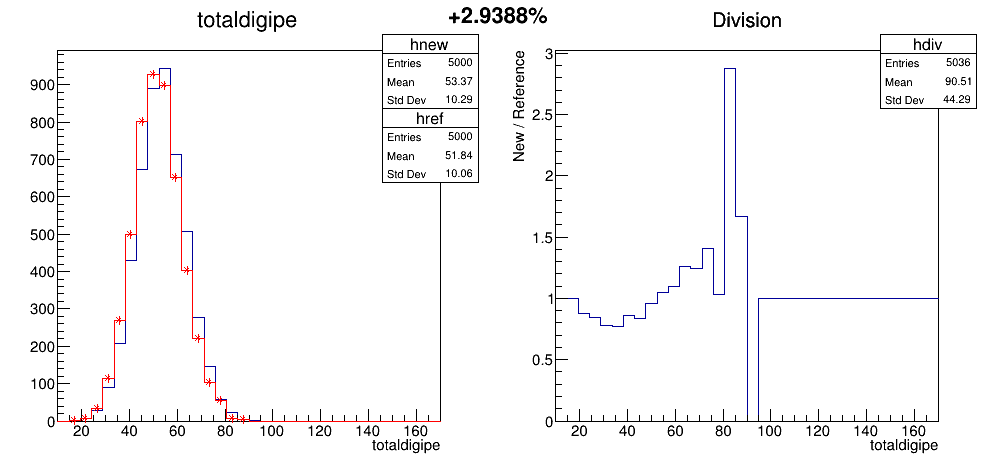 +2.9388%
totaldigipe
hnew
Entries 5000
Mean 53.37
Std Dev 10.29
href
Entries 5000
Mean 51.84
Std Dev 10.06
900
800
700
600
500
400
300
200
100
0
20 40 60 80 100 120 140 160
totaldigipe
Division
hdiv
Entries 5036
Mean 90.51
Std Dev 44.29
New / Reference
3
2.5
2
1.5
1
0.5
0
20 40 60 80 100 120 140 160
totaldigipe